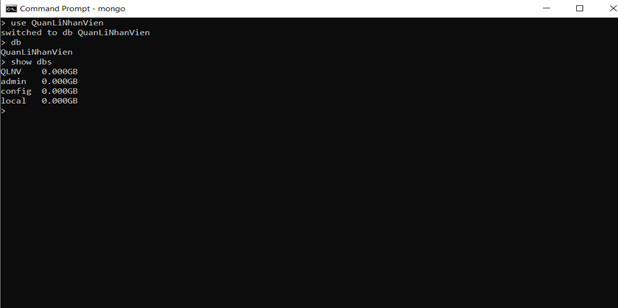 Command Prompt - mongo
> use QuanLiNhanVien
switched to db QuanLiNhanVien
> db
QuanLiNhanVien
> show dbs
QLNV    0.000GB
admin   0.000GB
config  0.000GB
local   0.000GB
>